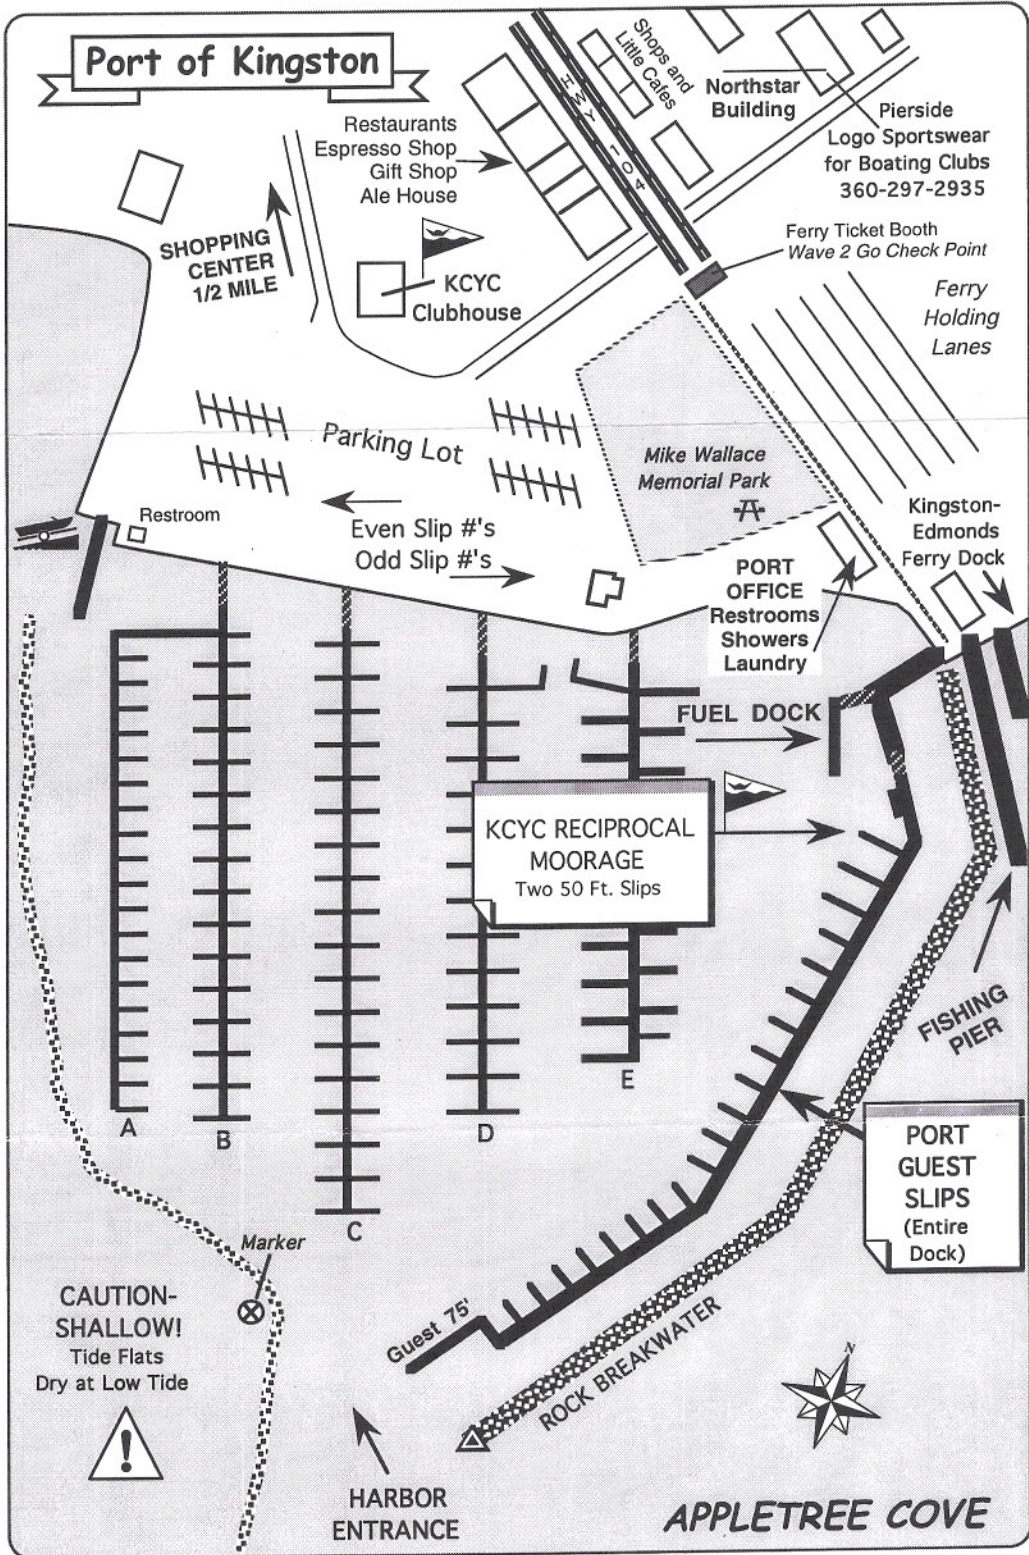 Port of Kingston
HWY 104
Shops and
Little Cafes
Northstar
Building
Pierside
Logo Sportswear
for Boating Clubs
360-297-2935
Restaurants
Espresso Shop
Gift Shop
Ale House
SHOPPING
CENTER
1/2 MILE
KCYC
Clubhouse
Ferry Ticket Booth
Wave 2 Go Check Point
Ferry
Holding
Lanes
Parking Lot
Mike Wallace
Memorial Park
Restroom
Even Slip #'s
Odd Slip #'s
Kingston-
Edmonds
Ferry Dock
PORT
OFFICE
Restrooms
Showers
Laundry
FUEL DOCK
KCYC RECIPROCAL
MOORAGE
Two 50 Ft. Slips
FISHING
PIER
A
B
C
D
E
PORT
GUEST
SLIPS
(Entire
Dock)
Marker
CAUTION-
SHALLOW!
Tide Flats
Dry at Low Tide
!
Guest 75'
ROCK BREAKWATER
N
HARBOR
ENTRANCE
APPLETREE COVE